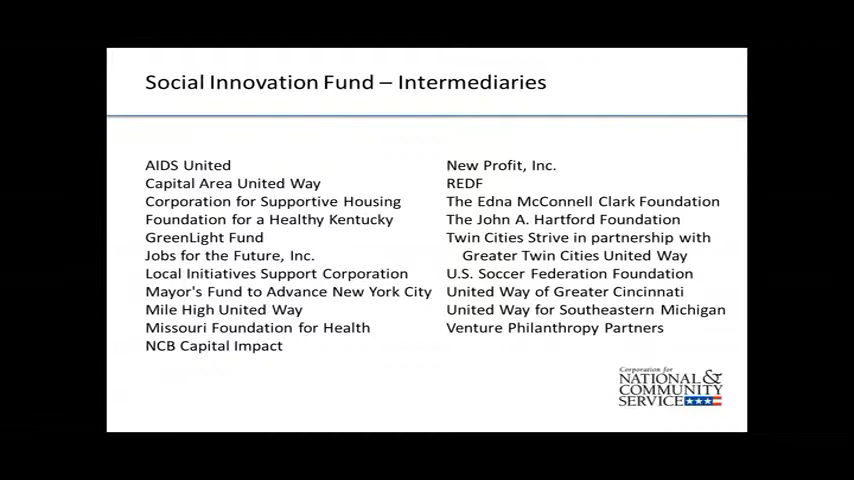 Social Innovation Fund – Intermediaries
AIDS United
Capital Area United Way
Corporation for Supportive Housing
Foundation for a Healthy Kentucky
GreenLight Fund
Jobs for the Future, Inc.
Local Initiatives Support Corporation
Mayor's Fund to Advance New York City
Mile High United Way
Missouri Foundation for Health
NCB Capital Impact
New Profit, Inc.
REDF
The Edna McConnell Clark Foundation
The John A. Hartford Foundation
Twin Cities Strive in partnership with
Greater Twin Cities United Way
U.S. Soccer Federation Foundation
United Way of Greater Cincinnati
United Way for Southeastern Michigan
Venture Philanthropy Partners
Corporation for
NATIONAL &
COMMUNITY
SERVICE